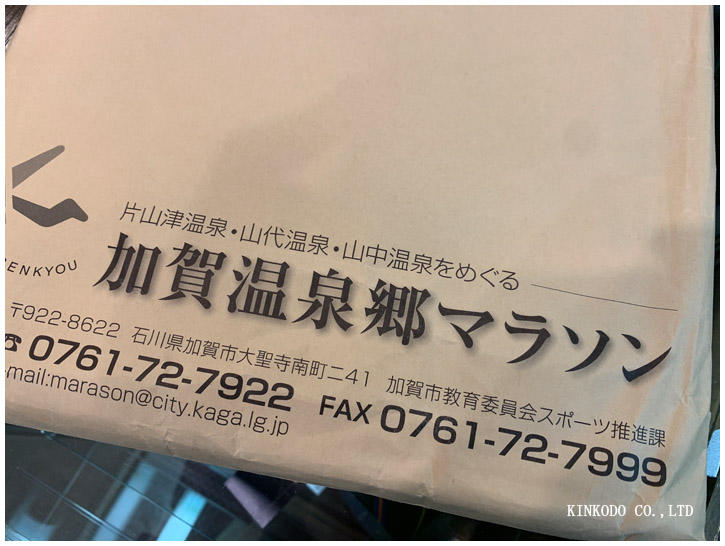 片山津温泉・山代温泉・山中温泉をめぐる
ENKYOU
加賀温泉郷マラソン
〒922-8622 石川県加賀市大聖寺南町ニ41 加賀市教育委員会スポーツ推進課
☎0761-72-7922 FAX 0761-72-7999
-mail:marason@city.kaga.lg.jp
KINKODO CO.,LTD